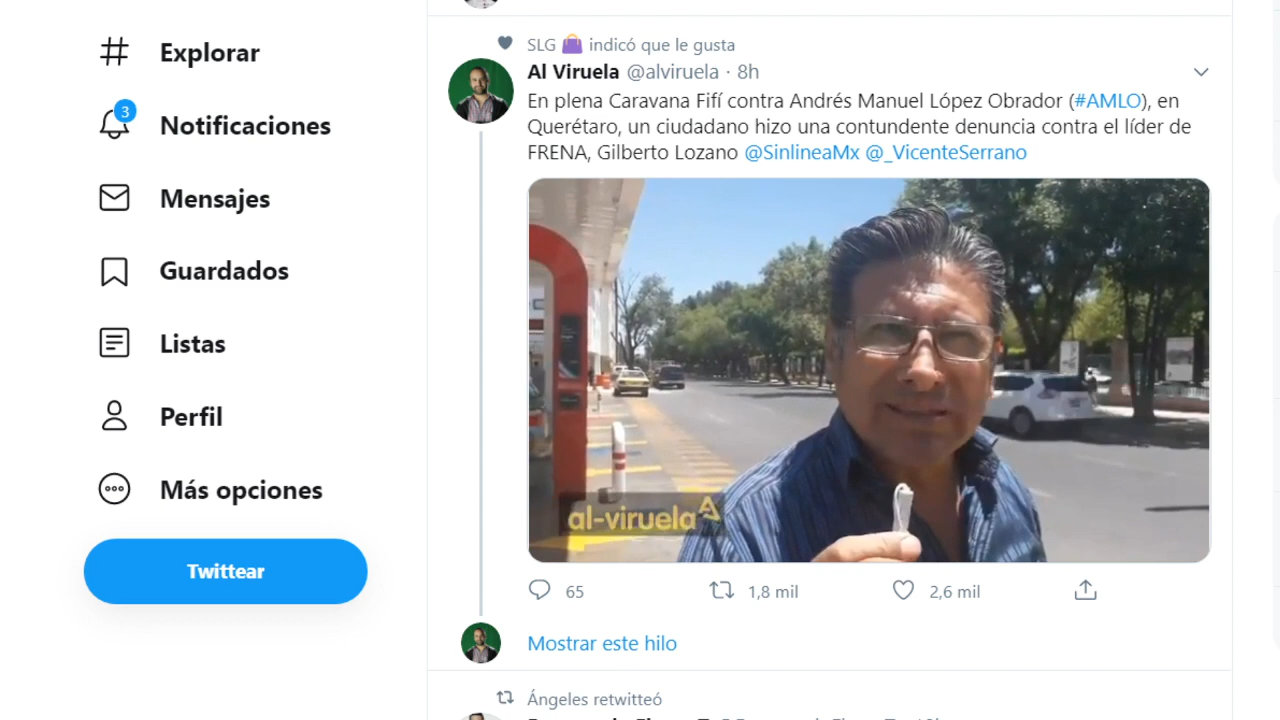 Explorar
3
Notificaciones
Mensajes
Guardados
Listas
Perfil
Más opciones
Twittear
SLG 👜 indicó que le gusta
Al Viruela @alviruela · 8h
En plena Caravana Fifí contra Andrés Manuel López Obrador (#AMLO), en
Querétaro, un ciudadano hizo una contundente denuncia contra el líder de
FRENA, Gilberto Lozano @SinlineaMx @_VicenteSerrano
al-viruela
65
1,8 mil
2,6 mil
Mostrar este hilo
Ángeles retwitteó